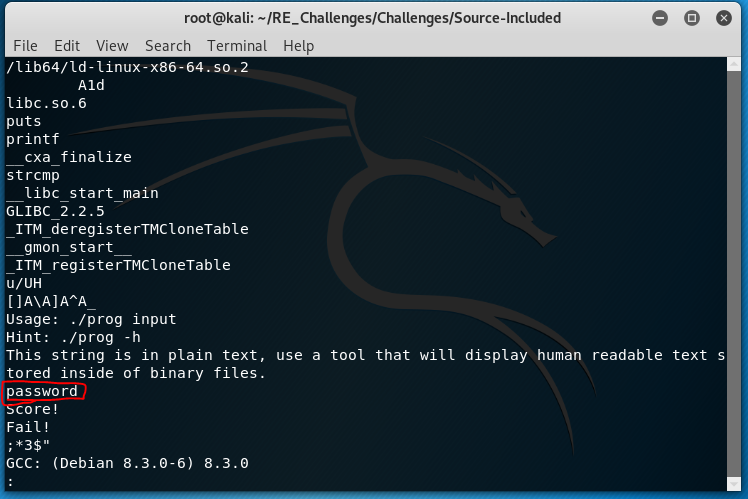 root@kali: ~/RE_Challenges/Challenges/Source-Included
File Edit View Search Terminal Help
/lib64/ld-linux-x86-64.so.2
        A1d
libc.so.6
puts
printf
__cxa_finalize
strcmp
__libc_start_main
GLIBC_2.2.5
_ITM_deregisterTMCloneTable
__gmon_start__
_ITM_registerTMCloneTable
u/UH
[]A\A]A^A_
Usage: ./prog input
Hint: ./prog -h
This string is in plain text, use a tool that will display human readable text s
tored inside of binary files.
password
Score!
Fail!
;*3$"
GCC: (Debian 8.3.0-6) 8.3.0
: